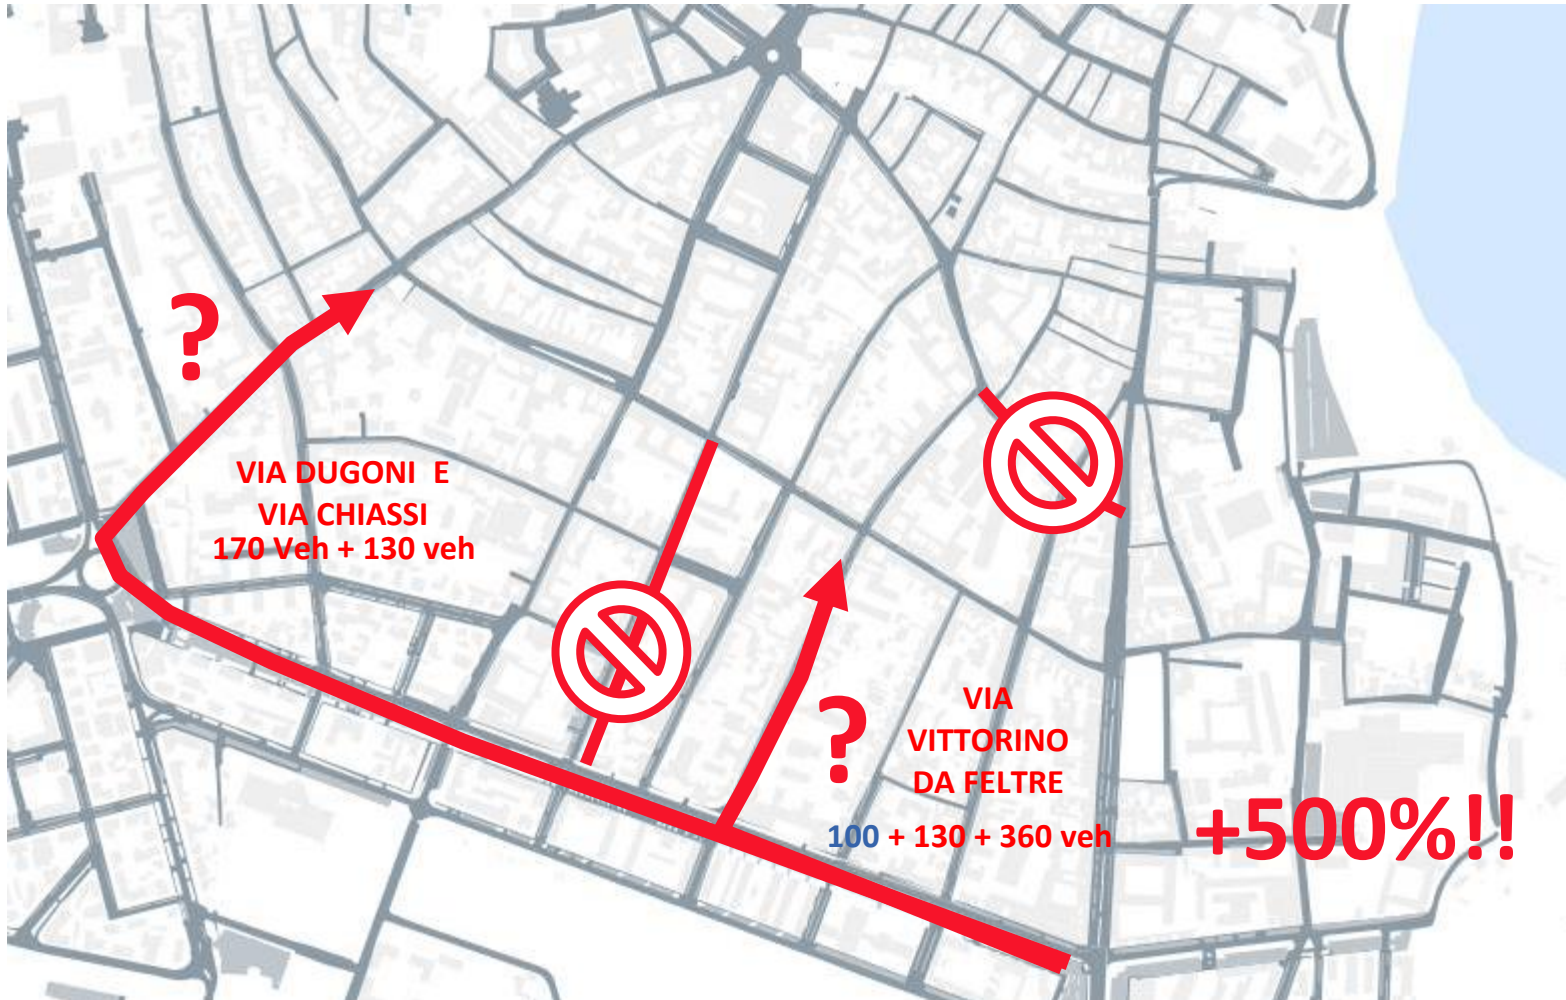 ?
VIA DUGONI E
VIA CHIASSI
170 Veh + 130 veh
?
VIA
VITTORINO
DA FELTRE
100 + 130 + 360 veh
+500%!!